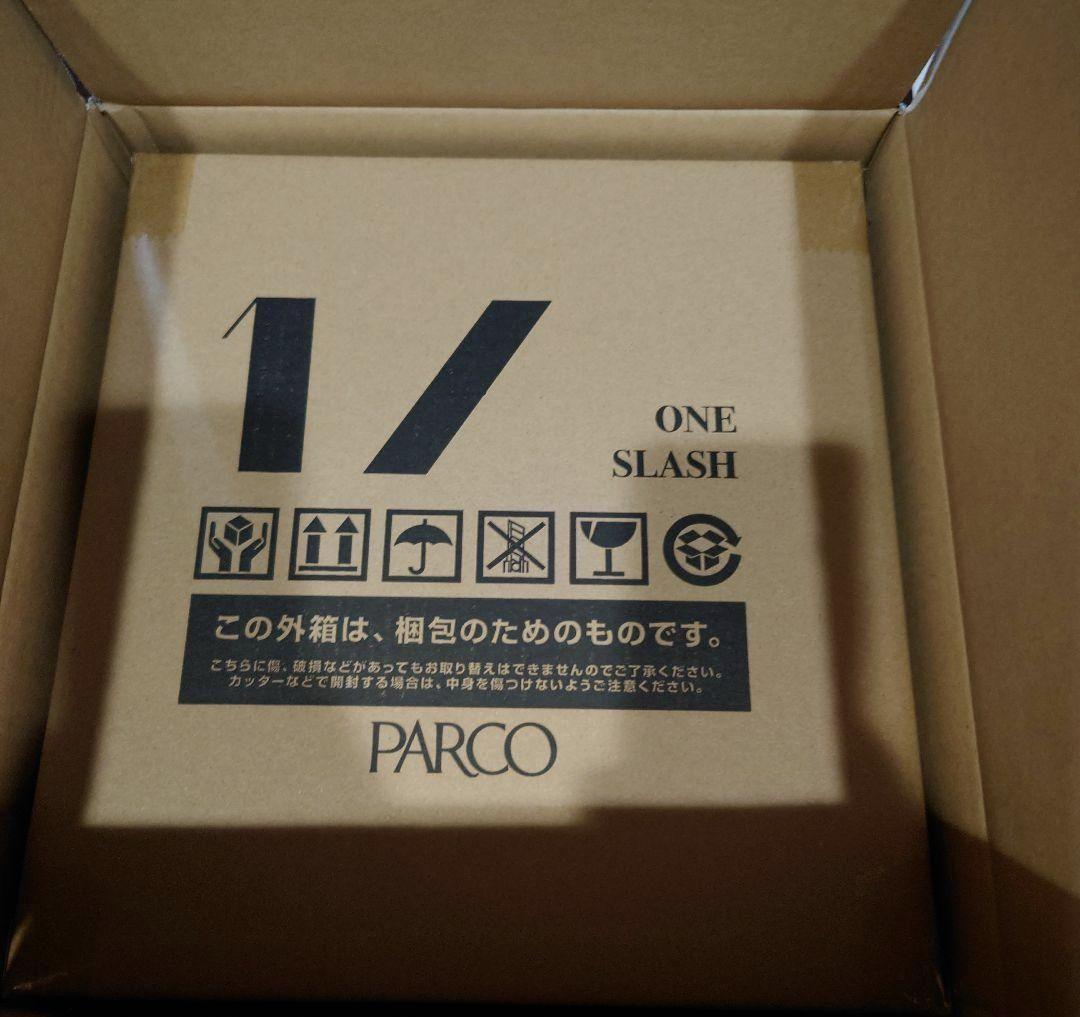 1/
ONE
SLASH
この外箱は、梱包のためのものです。
こちらに傷、破損などがあってもお取り替えはできませんのでご了承ください。
カッターなどで開封する場合は、中身を傷つけないようご注意ください。
PARCO